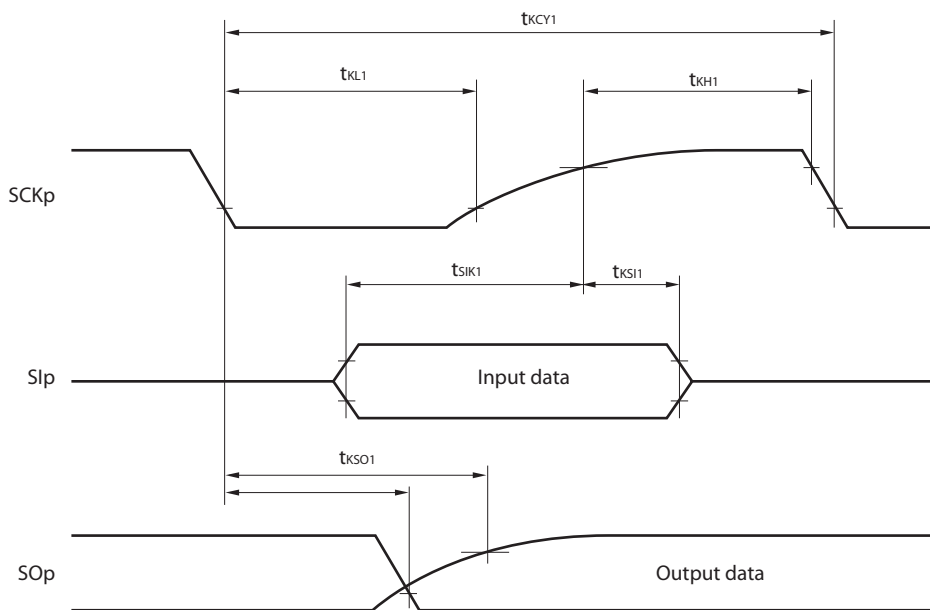 tKCY1
tKL1
tKH1
SCKp
tSIK1
tKSI1
SIp
Input data
tKSO1
SOp
Output data